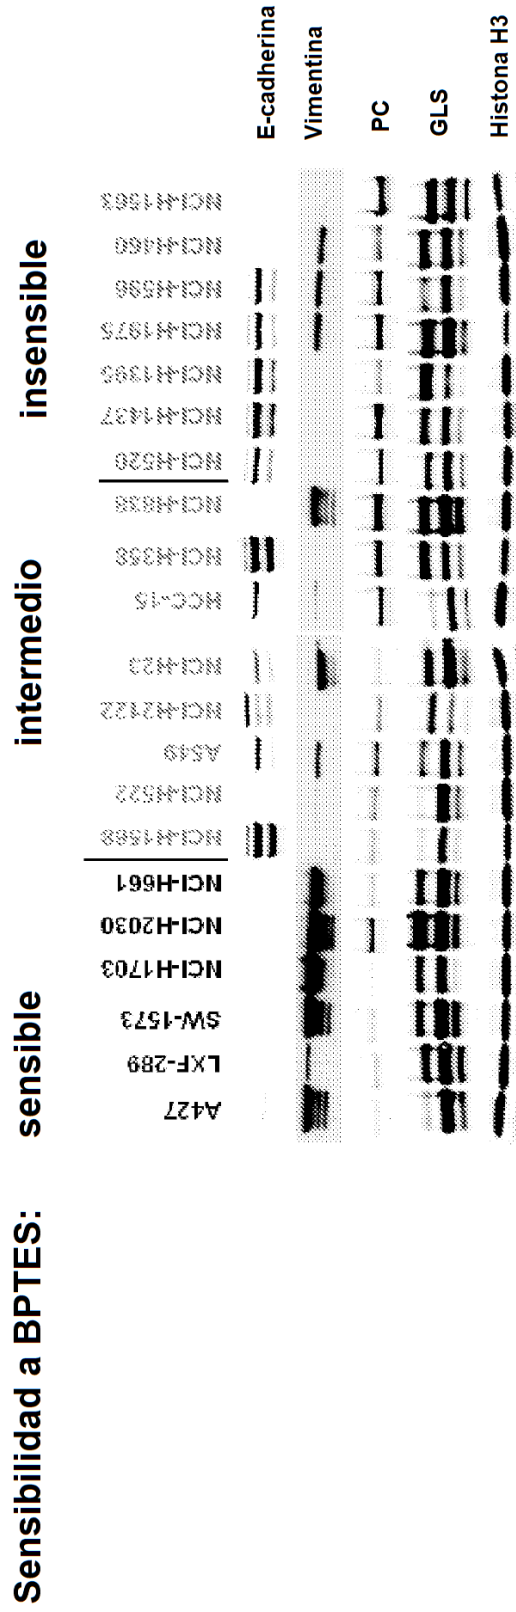 Sensibilidad a BPTES: sensible intermedio insensible
A427
LXF-289
SW-1573
NCI-H1703
NCI-H2030
NCI-H661
NCI-H1568
NCI-H522
A549
NCI-H2122
NCI-H23
HCC-15
NCI-H358
NCI-H838
NCI-H520
NCI-H1437
NCI-H1395
NCI-H1975
NCI-H596
NCI-H460
NCI-H1563
E-cadherina
Vimentina
PC
GLS
Histona H3